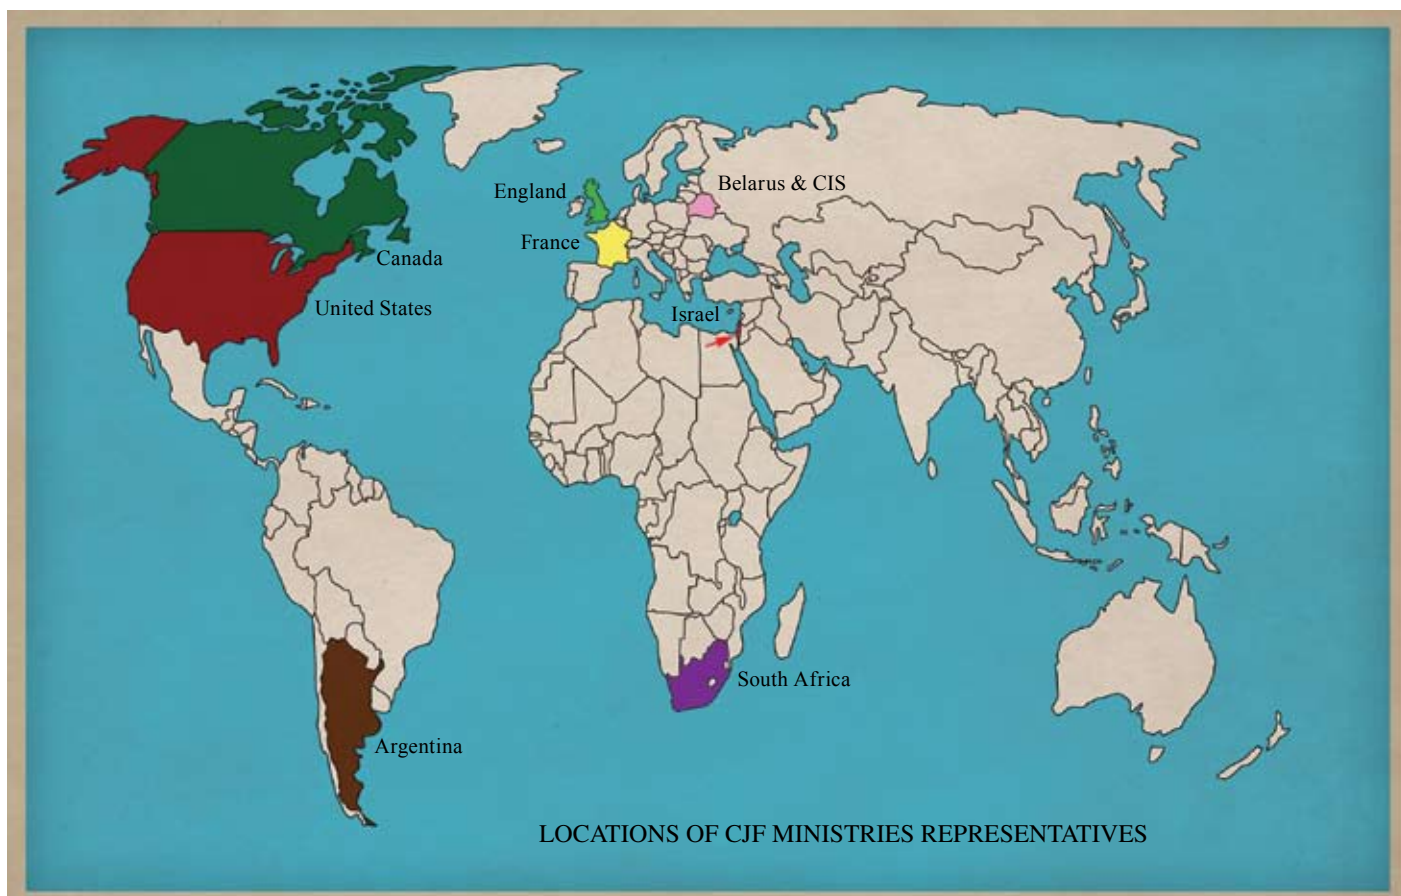 England
Belarus & CIS
France
Canada
United States
Israel
South Africa
Argentina
LOCATIONS OF CJF MINISTRIES REPRESENTATIVES